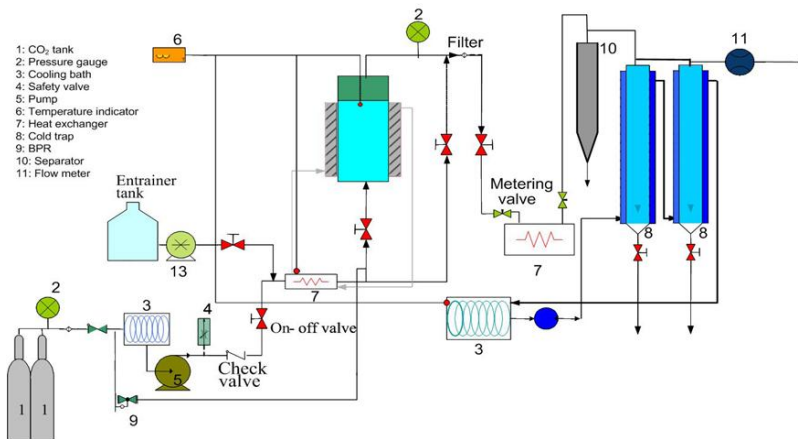 2
6
Filter
11
10
1: CO₂ tank
2: Pressure gauge
3: Cooling bath
4: Safety valve
5: Pump
6: Temperature indicator
7: Heat exchanger
8: Cold trap
9: BPR
10: Separator
11: Flow meter
Entrainer
tank
Metering
valve
13
7
8
8
7
2
3
4
On- off valve
3
Check
valve
5
1
1
9